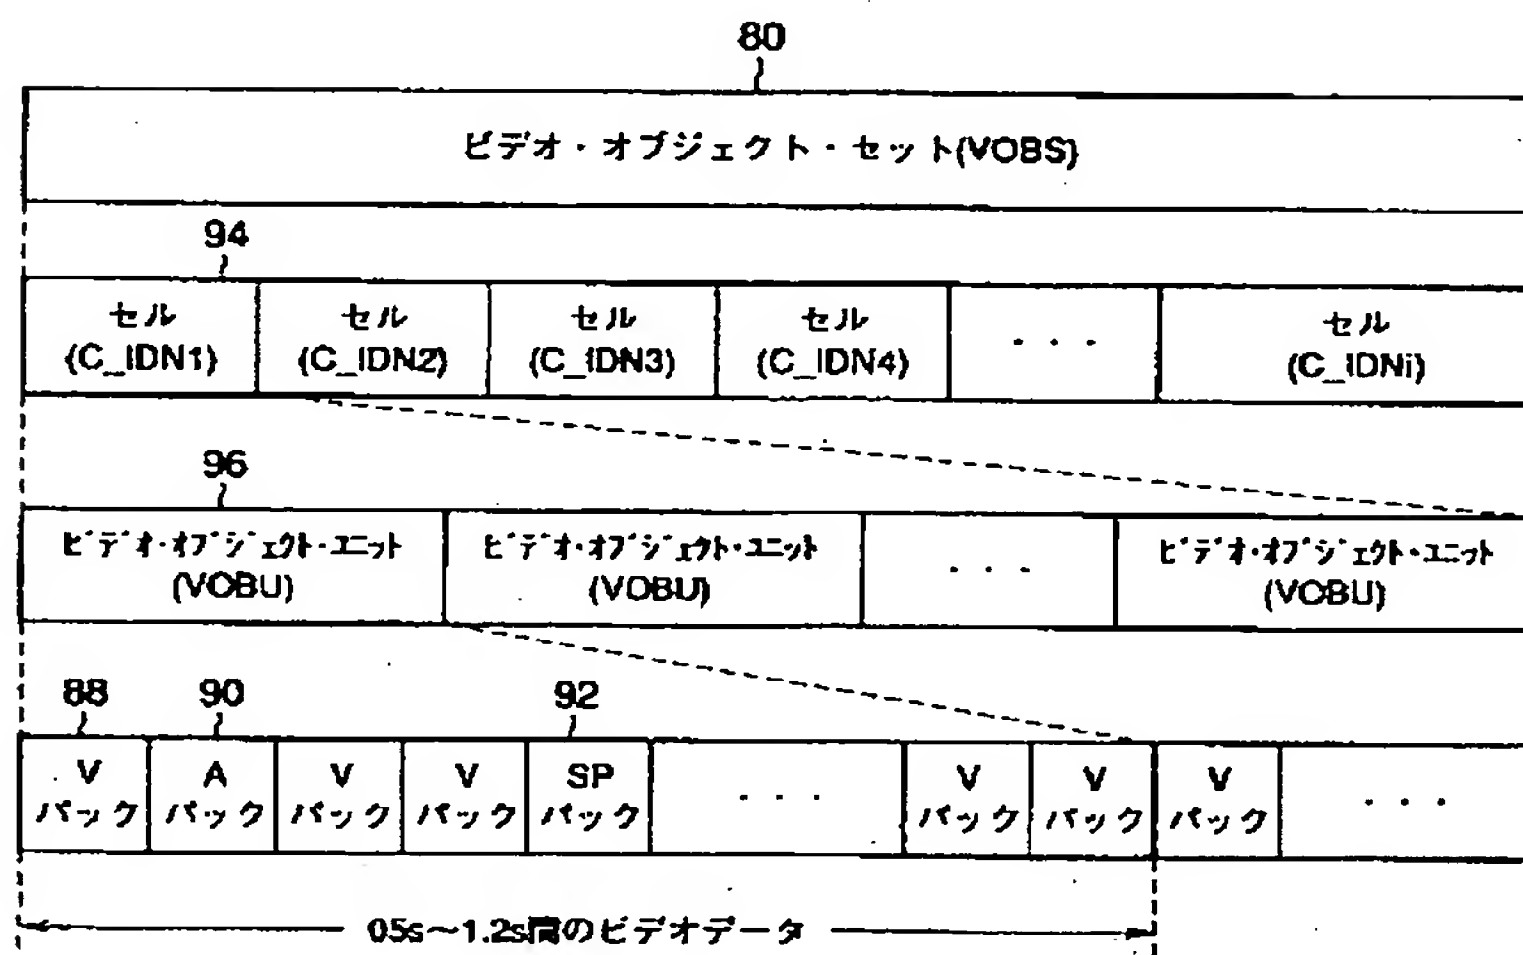 80
ビデオ・オブジェクト・セット(VOBS)
94
セル
(C_IDN1)
セル
(C_IDN2)
セル
(C_IDN3)
セル
(C_IDN4)
・・・
セル
(C_IDNi)
96
ビデオ・オブジェクト・ユニット
(VOBU)
ビデオ・オブジェクト・ユニット
(VOBU)
・・・
ビデオ・オブジェクト・ユニット
(VOBU)
88
90
92
V
パック
A
パック
V
パック
V
パック
SP
パック
・・・
V
パック
V
パック
V
パック
・・・
05s～1.2s間のビデオデータ